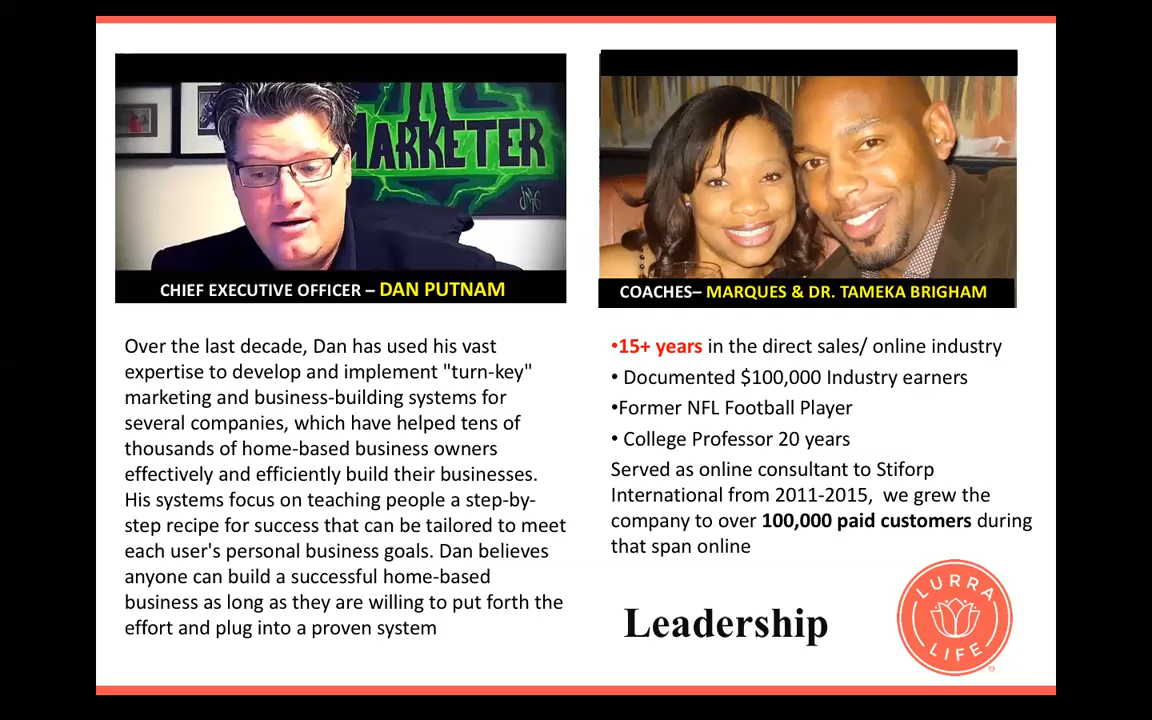 MARKETER
CHIEF EXECUTIVE OFFICER – DAN PUTNAM
Over the last decade, Dan has used his vast
expertise to develop and implement "turn-key"
marketing and business-building systems for
several companies, which have helped tens of
thousands of home-based business owners
effectively and efficiently build their businesses.
His systems focus on teaching people a step-by-
step recipe for success that can be tailored to meet
each user's personal business goals. Dan believes
anyone can build a successful home-based
business as long as they are willing to put forth the
effort and plug into a proven system
COACHES– MARQUES & DR. TAMEKA BRIGHAM
•15+ years in the direct sales/ online industry
• Documented $100,000 Industry earners
•Former NFL Football Player
• College Professor 20 years
Served as online consultant to Stiforp
International from 2011-2015, we grew the
company to over 100,000 paid customers during
that span online
Leadership
LURRA
LIFE